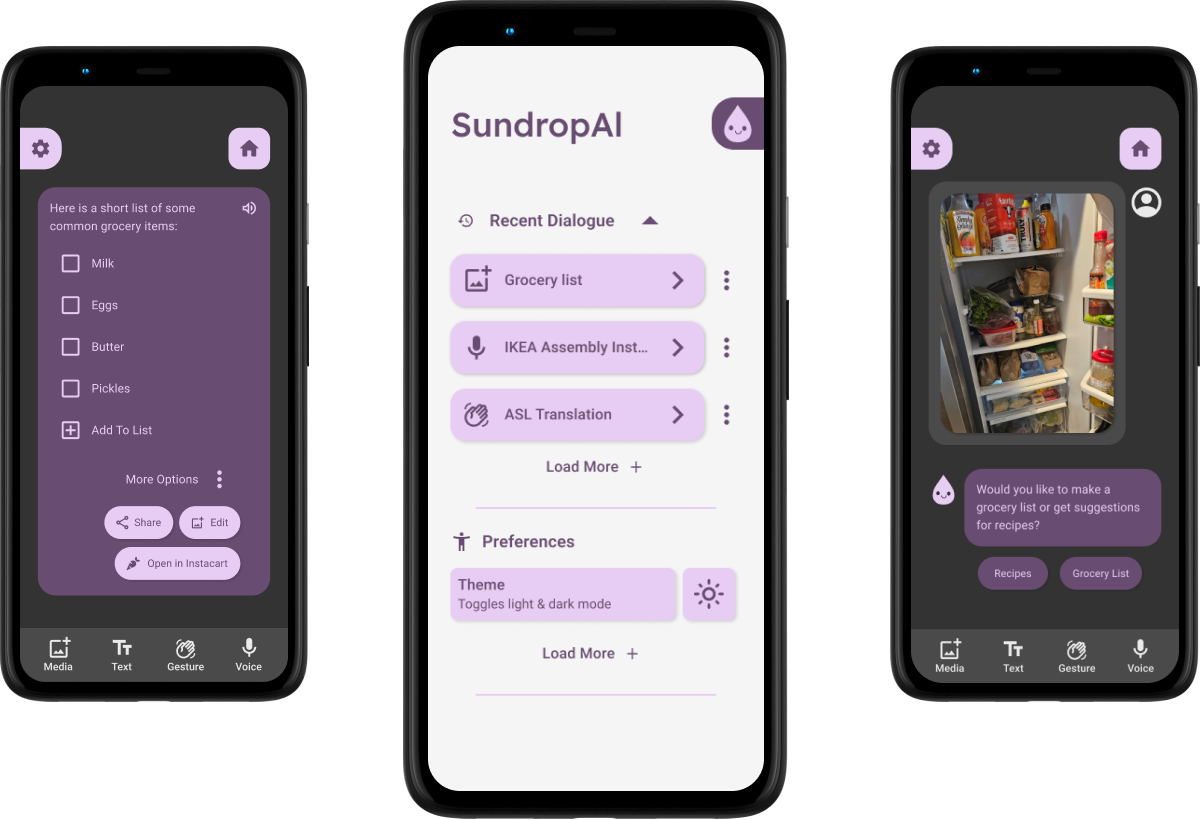 Here is a short list of some
common grocery items:
Milk
Eggs
Butter
Pickles
Add To List
More Options
Share
Edit
Open in Instacart
Media
Text
Gesture
Voice
SundropAI
Recent Dialogue
Grocery list
IKEA Assembly Inst...
ASL Translation
Load More
Preferences
Theme
Toggles light & dark mode
Load More
Simply
Orange
TRULY
Would you like to make a
grocery list or get suggestions
for recipes?
Recipes
Grocery List
Media
Text
Gesture
Voice